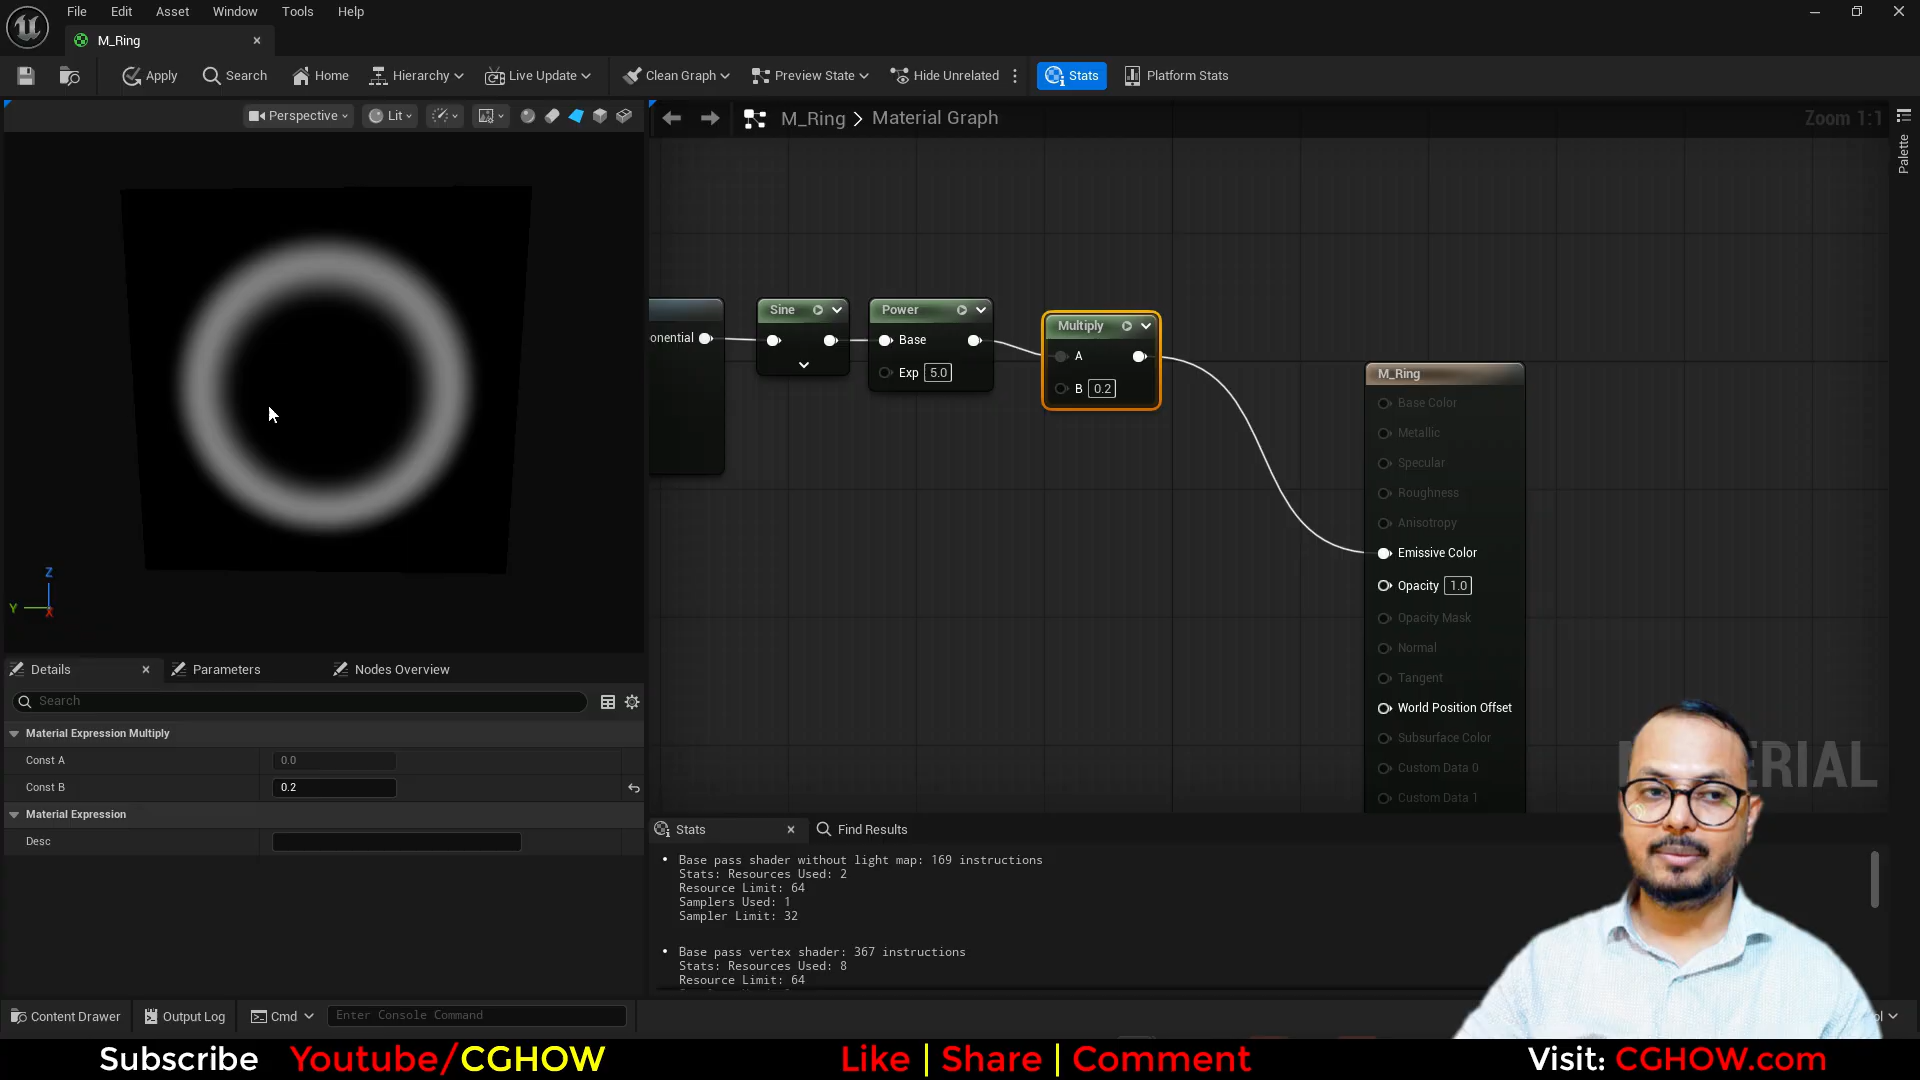 File Edit Asset Window Tools Help
M_Ring
Apply Search Home Hierarchy Live Update Clean Graph Preview State Hide Unrelated Stats Platform Stats
Perspective Lit
M_Ring > Material Graph
Zoom 1:1
Palette
onential
Sine
Power
Base
Exp 5.0
Multiply
A
B 0.2
M_Ring
Base Color
Metallic
Specular
Roughness
Anisotropy
Emissive Color
Opacity 1.0
Opacity Mask
Normal
Tangent
World Position Offset
Subsurface Color
Custom Data 0
Custom Data 1
ERIAL
Z
Y
X
Details Parameters Nodes Overview
Search
Material Expression Multiply
Const A 0.0
Const B 0.2
Material Expression
Desc
Stats Find Results
Base pass shader without light map: 169 instructions
Stats: Resources Used: 2
Resource Limit: 64
Samplers Used: 1
Sampler Limit: 32
Base pass vertex shader: 367 instructions
Stats: Resources Used: 8
Resource Limit: 64
Content Drawer Output Log Cmd Enter Console Command
Subscribe Youtube/CGHOW Like | Share | Comment Visit: CGHOW.com